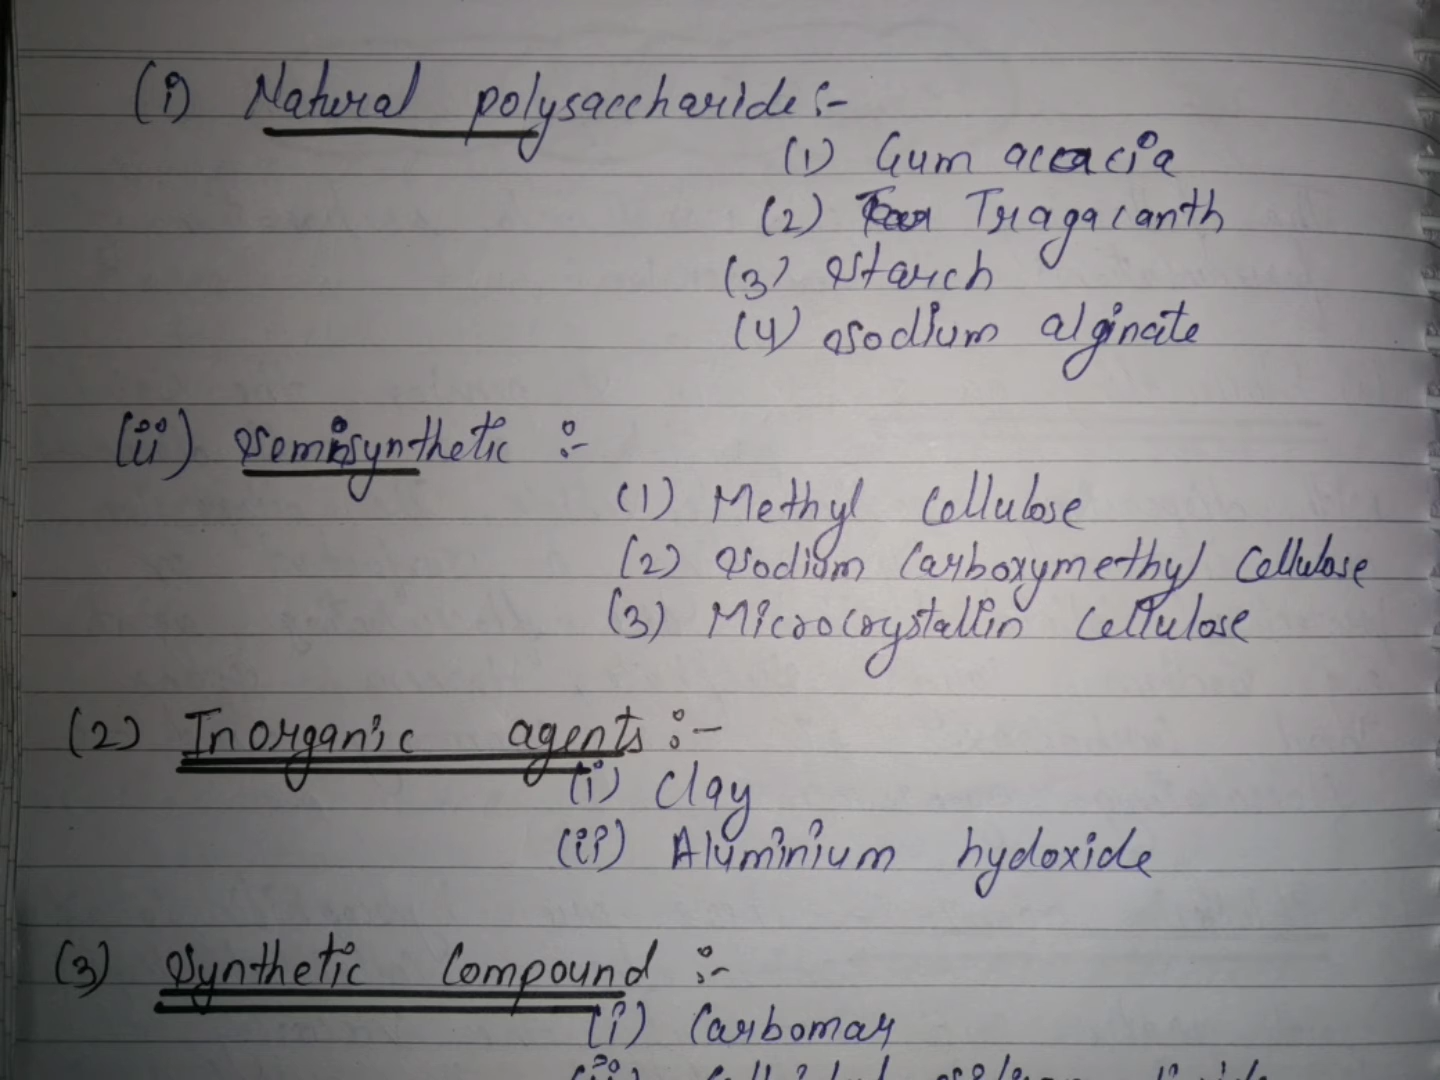 (i) Natural polysaccharide :-
(1) Gum accacia
(2) Tragacanth
(3) Starch
(4) Sodium alginate
(ii) Semisynthetic :-
(1) Methyl Cellulose
(2) Sodium Carboxymethyl Cellulose
(3) Microcrystallin Cellulose
(2) Inorganic agents :-
(i) Clay
(ii) Aluminium hydoxide
(3) Synthetic Compound :-
(i) Carbomar